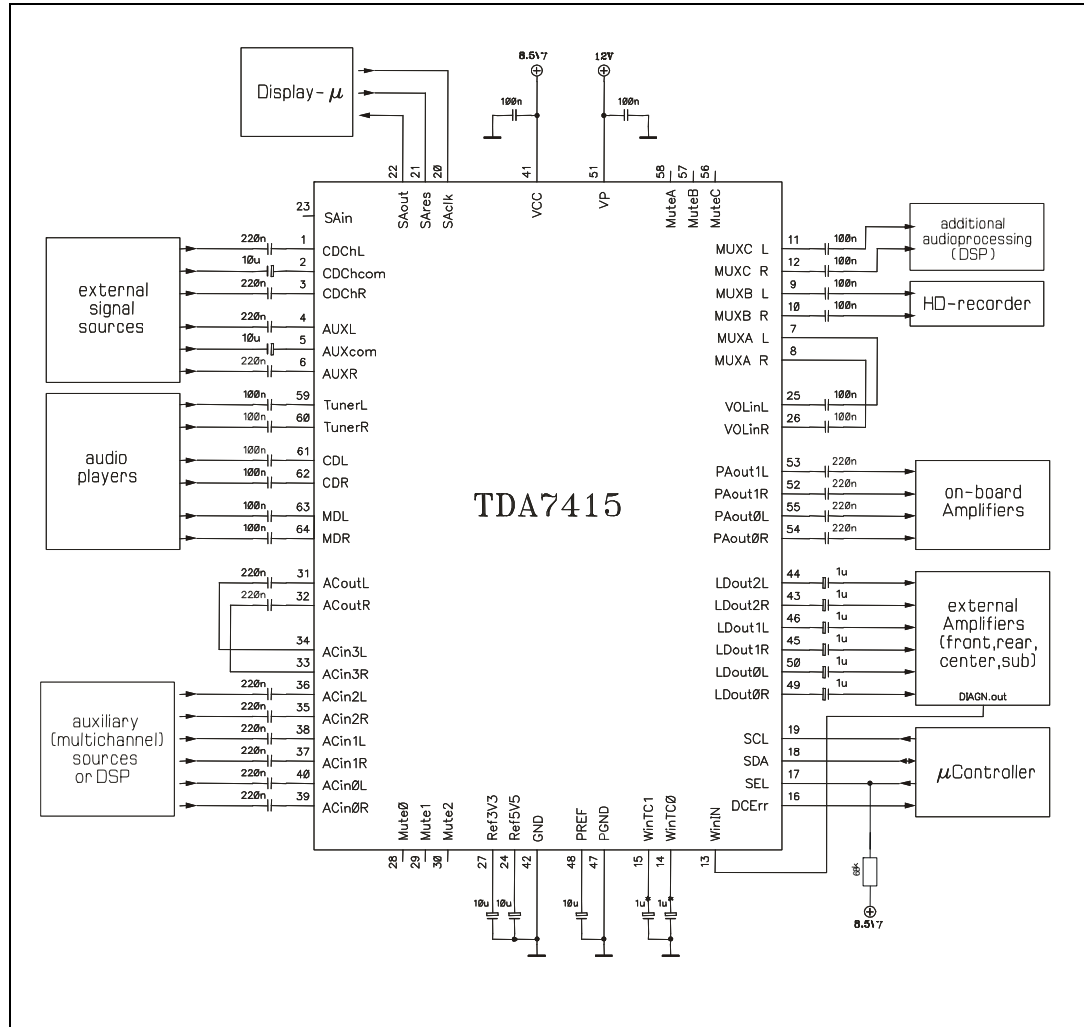 8.5V7
12V
Display-μ
100n
100n
22
21
20
41
51
58
57
56
SAout
SAres
SAclk
VCC
VP
MuteA
MuteB
MuteC
23
SAin
external
signal
sources
220n
1
CDChL
10u
2
CDChcom
220n
3
CDChR
220n
4
AUXL
10u
5
AUXcom
220n
6
AUXR
audio
players
100n
59
TunerL
100n
60
TunerR
100n
61
CDL
100n
62
CDR
100n
63
MDL
100n
64
MDR
220n
31
ACoutL
220n
32
ACoutR
34
ACin3L
33
ACin3R
auxiliary
(multichannel)
sources
or DSP
220n
36
ACin2L
220n
35
ACin2R
220n
38
ACin1L
220n
37
ACin1R
220n
40
ACin0L
220n
39
ACin0R
TDA7415
MUXC L
11
100n
MUXC R
12
100n
additional
audioprocessing
(DSP)
MUXB L
9
100n
MUXB R
10
100n
HD-recorder
MUXA L
7
MUXA R
8
VOLinL
25
100n
VOLinR
26
100n
PAout1L
53
220n
PAout1R
52
220n
PAout0L
55
220n
PAout0R
54
220n
on-board
Amplifiers
LDout2L
44
1u
LDout2R
43
1u
LDout1L
46
1u
LDout1R
45
1u
LDout0L
50
1u
LDout0R
49
1u
external
Amplifiers
(front,rear,
center,sub)
DIAGN.out
SCL
19
SDA
18
SEL
17
DCErr
16
μController
Mute0
Mute1
Mute2
Ref3V3
Ref5V5
GND
PREF
PGND
WinTC1
WinTC0
WinIN
28
29
30
27
24
42
48
47
15
14
13
10u
10u
10u
1u*
1u*
68k
8.5V7